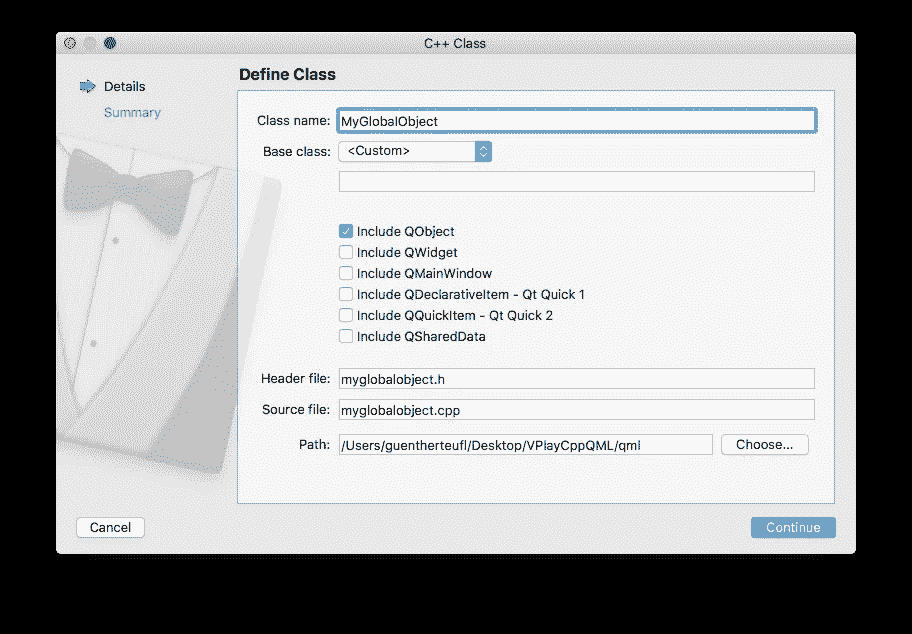 C++ Class
Details
Summary
Define Class
Class name: MyGlobalObject
Base class: <Custom>
Include QObject
Include QWidget
Include QMainWindow
Include QDeclarativeItem - Qt Quick 1
Include QQuickItem - Qt Quick 2
Include QSharedData
Header file: myglobalobject.h
Source file: myglobalobject.cpp
Path: /Users/guentherteufl/Desktop/VPlayCppQML/qml Choose...
Cancel Continue